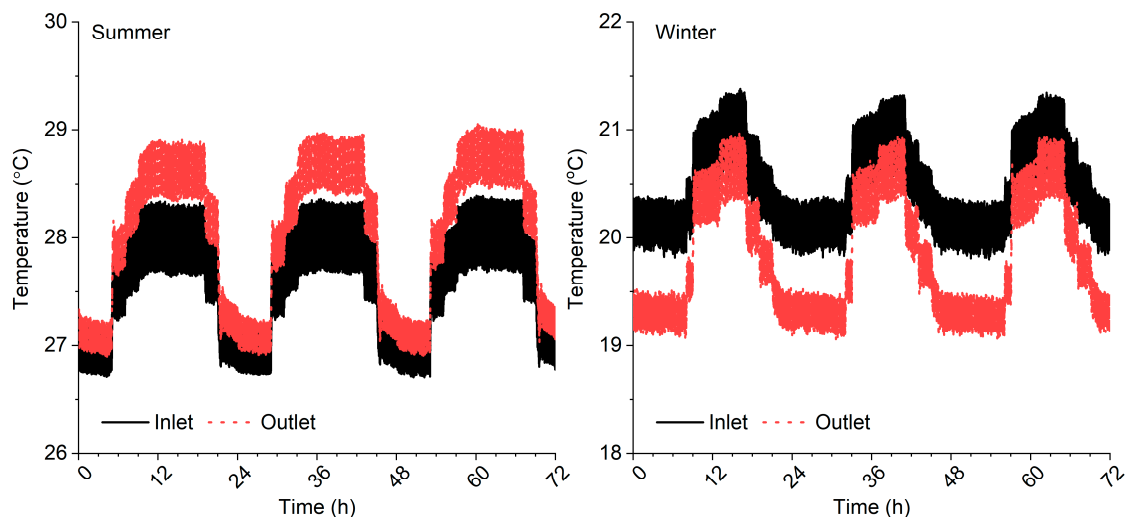 Summer
Temperature (°C)
30
29
28
27
26
Inlet
Outlet
0
12
24
36
48
60
72
Time (h)
Winter
Temperature (°C)
22
21
20
19
18
Inlet
Outlet
0
12
24
36
48
60
72
Time (h)